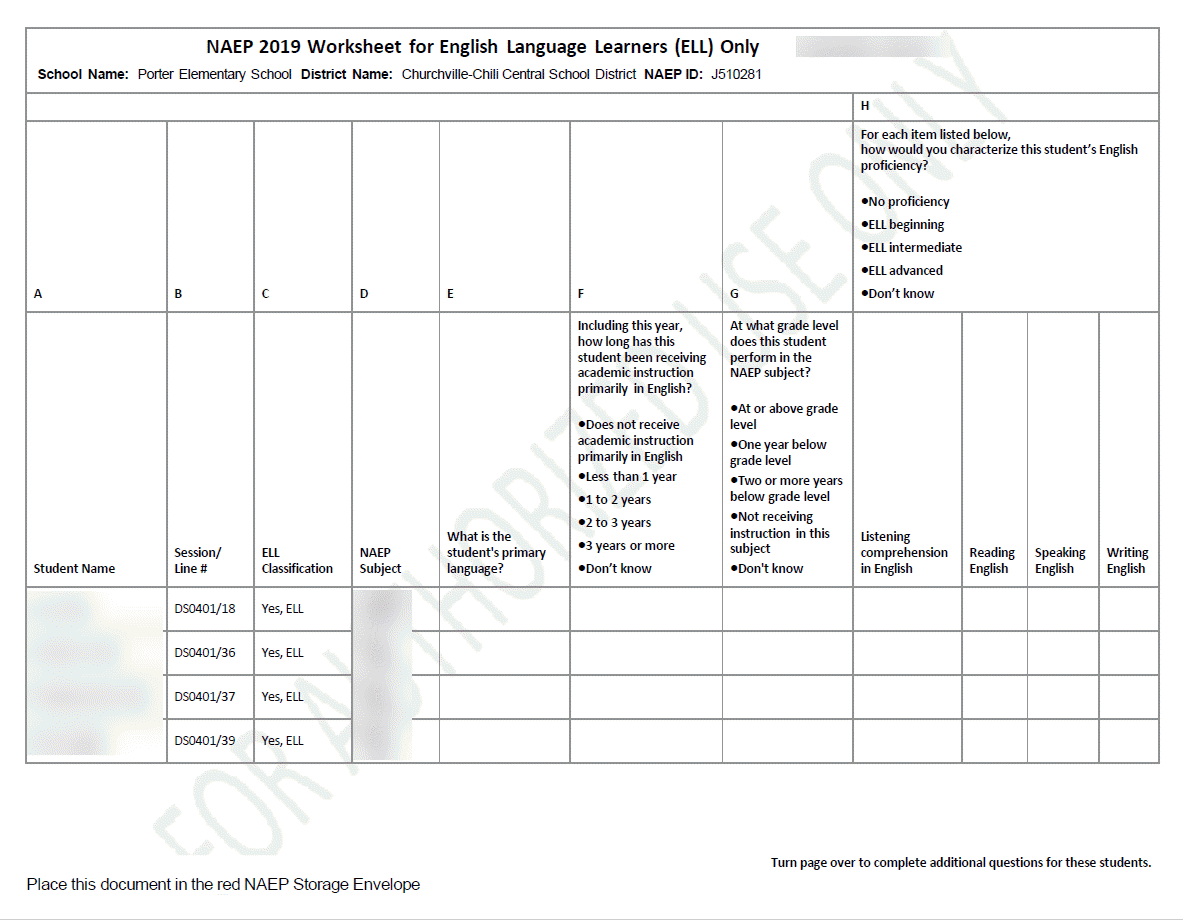 NAEP 2019 Worksheet for English Language Learners (ELL) Only
School Name: Porter Elementary School District Name: Churchville-Chili Central School District NAEP ID: J510281
H
For each item listed below,
how would you characterize this student's English
proficiency?
●No proficiency
●ELL beginning
●ELL intermediate
●ELL advanced
●Don't know
A B C D E F G
Student Name
Session/
Line #
ELL
Classification
NAEP
Subject
What is the
student's primary
language?
Including this year,
how long has this
student been receiving
academic instruction
primarily in English?
●Does not receive
academic instruction
primarily in English
●Less than 1 year
●1 to 2 years
●2 to 3 years
●3 years or more
●Don't know
At what grade level
does this student
perform in the
NAEP subject?
●At or above grade
level
●One year below
grade level
●Two or more years
below grade level
●Not receiving
instruction in this
subject
●Don't know
Listening
comprehension
in English
Reading
English
Speaking
English
Writing
English
DS0401/18 Yes, ELL
DS0401/36 Yes, ELL
DS0401/37 Yes, ELL
DS0401/39 Yes, ELL
FOR AUTHORIZED USE ONLY
Turn page over to complete additional questions for these students.
Place this document in the red NAEP Storage Envelope